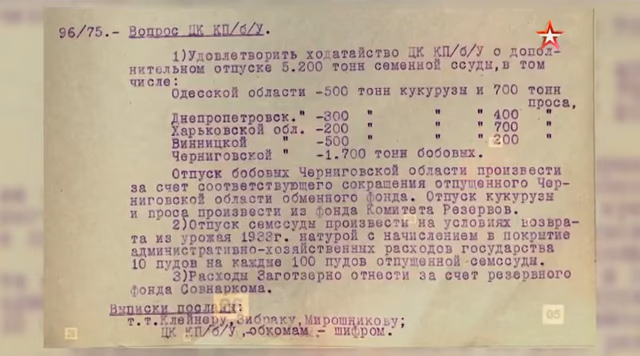 96/75.- Вопрос ЦК КП/б/У.
1)Удовлетворить ходатайство ЦК КП/б/У о допол-
нительном отпуске 5.200 тонн семенной ссуды,в том
числе:
Одесской области -500 тонн кукурузы и 700 тонн
проса,
Днепропетровск." -300 " " 400 "
Харьковской обл. -200 " " 700 "
Винницкой " -500 " " 200 "
Черниговской " -1.700 тонн бобовых.
Отпуск бобовых Черниговской области произвести
за счет соответствующего сокращения отпущенного Чер-
ниговской области обменного фонда. Отпуск кукурузы
и проса произвести из фонда Комитета Резервов.
2)Отпуск семссуды произвести на условиях возвра-
та из урожая 1933г. натурой с начислением в покрытие
административно-хозяйственных расходов государства
10 пудов на каждые 100 пудов отпущенной семссуды.
3)Расходы Заготзерно отнести за счет резервного
фонда Совнаркома.
Выписки посланы:
т.т.Клейнеру,Зибраку,Мирошникову;
ЦК КП/б/У,обкомам - шифром.